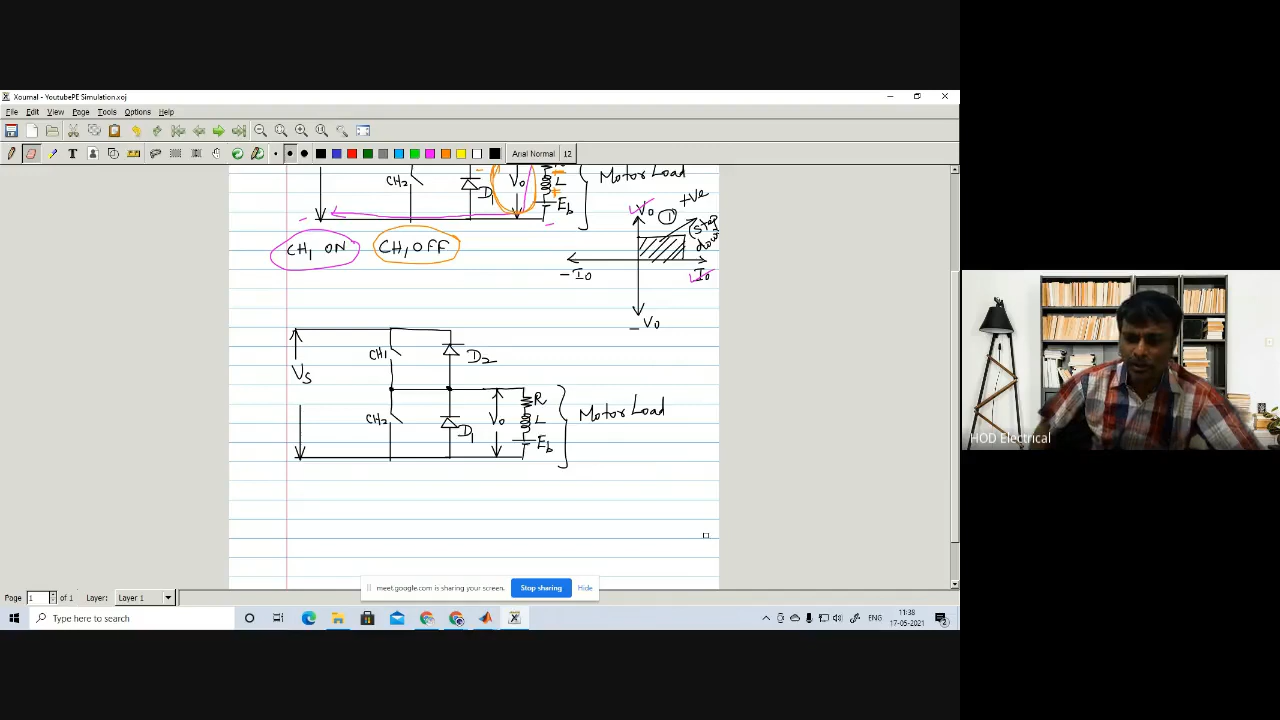 Xournal - YoutubePE Simulation.xoj
File Edit View Page Tools Options Help
Arial Normal 12
CH2
D1
Vo
L
Eb
Motor Load
CH1 ON
CH1 OFF
Vo
1
+ve
(Step
down
-Io
Io
-Vo
Vs
CH1
D2
CH2
D1
Vo
R
L
Eb
Motor Load
HOD Electrical
meet.google.com is sharing your screen. Stop sharing Hide
Page 1 of 1 Layer: Layer 1
Type here to search
ENG
11:38
17-05-2021
2